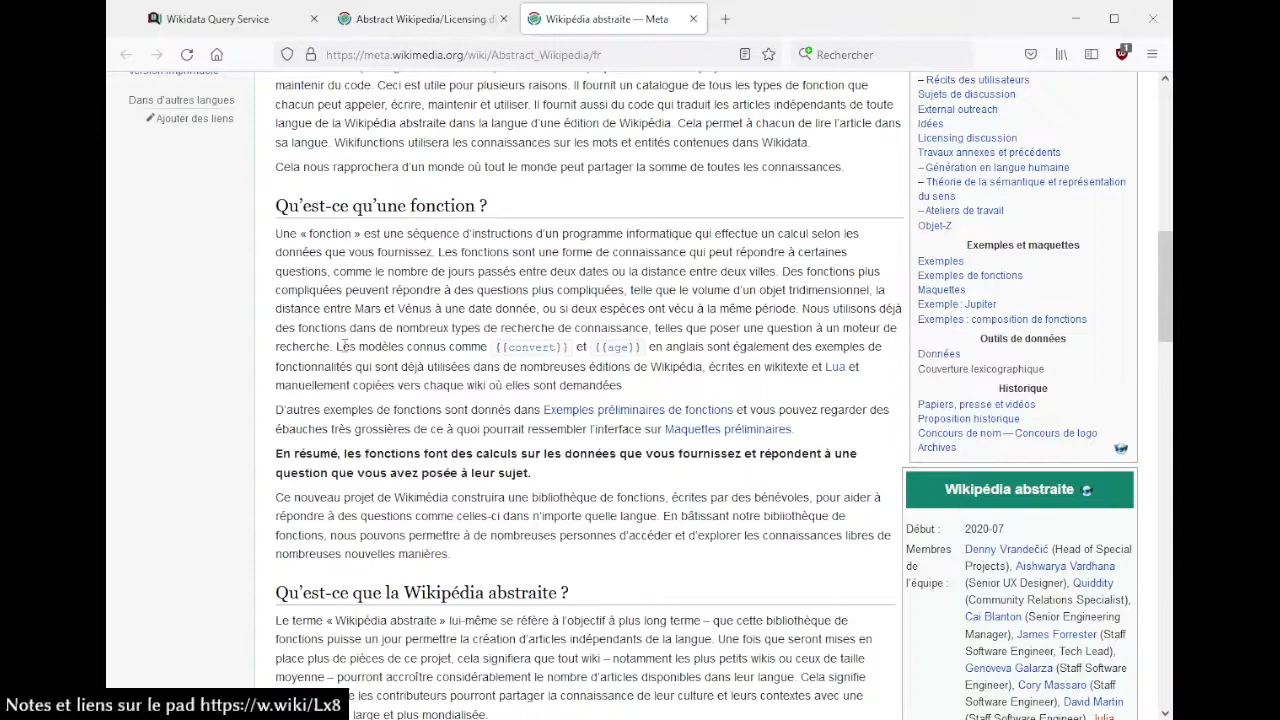 Wikidata Query Service
Abstract Wikipedia/Licensing di
Wikipédia abstraite — Meta
https://meta.wikimedia.org/wiki/Abstract_Wikipedia/fr
Rechercher
1
Dans d'autres langues
Ajouter des liens
maintenir du code. Ceci est utile pour plusieurs raisons. Il fournit un catalogue de tous les types de fonction que
chacun peut appeler, écrire, maintenir et utiliser. Il fournit aussi du code qui traduit les articles indépendants de toute
langue de la Wikipédia abstraite dans la langue d'une édition de Wikipédia. Cela permet à chacun de lire l'article dans
sa langue. Wikifunctions utilisera les connaissances sur les mots et entités contenues dans Wikidata.
Cela nous rapprochera d'un monde où tout le monde peut partager la somme de toutes les connaissances.
Qu'est-ce qu'une fonction ?
Une « fonction » est une séquence d'instructions d'un programme informatique qui effectue un calcul selon les
données que vous fournissez. Les fonctions sont une forme de connaissance qui peut répondre à certaines
questions, comme le nombre de jours passés entre deux dates ou la distance entre deux villes. Des fonctions plus
compliquées peuvent répondre à des questions plus compliquées, telle que le volume d'un objet tridimensionnel, la
distance entre Mars et Vénus à une date donnée, ou si deux espèces ont vécu à la même période. Nous utilisons déjà
des fonctions dans de nombreux types de recherche de connaissance, telles que poser une question à un moteur de
recherche. Les modèles connus comme {{convert}} et {{age}} en anglais sont également des exemples de
fonctionnalités qui sont déjà utilisées dans de nombreuses éditions de Wikipédia, écrites en wikitexte et Lua et
manuellement copiées vers chaque wiki où elles sont demandées.
D'autres exemples de fonctions sont donnés dans Exemples préliminaires de fonctions et vous pouvez regarder des
ébauches très grossières de ce à quoi pourrait ressembler l'interface sur Maquettes préliminaires.
En résumé, les fonctions font des calculs sur les données que vous fournissez et répondent à une
question que vous avez posée à leur sujet.
Ce nouveau projet de Wikimédia construira une bibliothèque de fonctions, écrites par des bénévoles, pour aider à
répondre à des questions comme celles-ci dans n'importe quelle langue. En bâtissant notre bibliothèque de
fonctions, nous pouvons permettre à de nombreuses personnes d'accéder et d'explorer les connaissances libres de
nombreuses nouvelles manières.
Qu'est-ce que la Wikipédia abstraite ?
Le terme « Wikipédia abstraite » lui-même se réfère à l'objectif à plus long terme – que cette bibliothèque de
fonctions puisse un jour permettre la création d'articles indépendants de la langue. Une fois que seront mises en
place plus de pièces de ce projet, cela signifiera que tout wiki – notamment les plus petits wikis ou ceux de taille
moyenne – pourront accroître considérablement le nombre d'articles disponibles dans leur langue. Cela signifie
contributeurs pourront partager la connaissance de leur culture et leurs contextes avec une
large et plus mondialisée.
– Récits des utilisateurs
Sujets de discussion
External outreach
Idées
Licensing discussion
Travaux annexes et précédents
– Génération en langue humaine
– Théorie de la sémantique et représentation
du sens
– Ateliers de travail
Objet-Z
Exemples et maquettes
Exemples
Exemples de fonctions
Maquettes
Exemple : Jupiter
Exemples : composition de fonctions
Outils de données
Données
Couverture lexicographique
Historique
Papiers, presse et vidéos
Proposition historique
Concours de nom — Concours de logo
Archives
Wikipédia abstraite
Début : 2020-07
Membres de l'équipe : Denny Vrandečić (Head of Special
Projects), Aishwarya Vardhana
(Senior UX Designer), Quiddity
(Community Relations Specialist),
Cai Blanton (Senior Engineering
Manager), James Forrester (Staff
Software Engineer, Tech Lead),
Genoveva Galarza (Staff Software
Engineer), Cory Massaro (Staff
Software Engineer), David Martin
(Staff Software Engineer), Julia
Notes et liens sur le pad https://w.wiki/Lx8